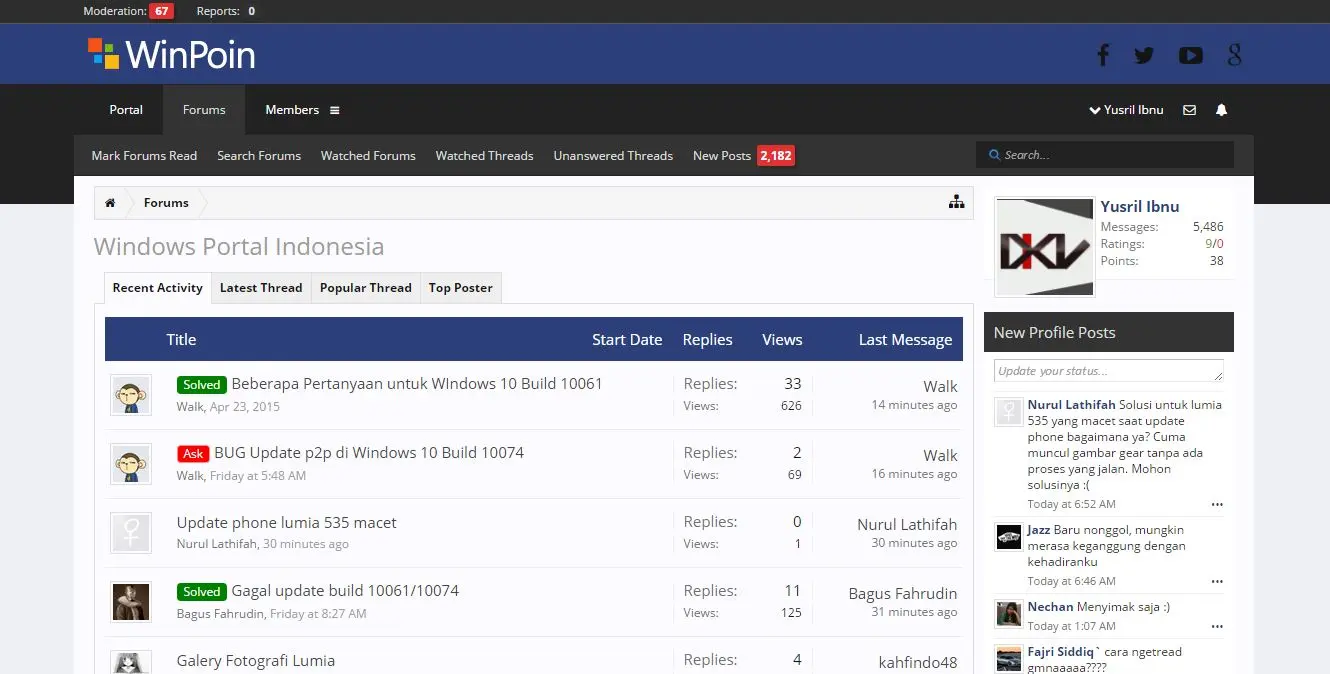 Moderation: 67 Reports: 0
WinPoin
Portal Forums Members Yusril Ibnu
Mark Forums Read Search Forums Watched Forums Watched Threads Unanswered Threads New Posts 2,182 Search...
Forums
Windows Portal Indonesia
Recent Activity Latest Thread Popular Thread Top Poster
Title Start Date Replies Views Last Message
Solved Beberapa Pertanyaan untuk WIndows 10 Build 10061 Replies: 33 Walk
Walk, Apr 23, 2015 Views: 626 14 minutes ago
Ask BUG Update p2p di Windows 10 Build 10074 Replies: 2 Walk
Walk, Friday at 5:48 AM Views: 69 16 minutes ago
Update phone lumia 535 macet Replies: 0 Nurul Lathifah
Nurul Lathifah, 30 minutes ago Views: 1 30 minutes ago
Solved Gagal update build 10061/10074 Replies: 11 Bagus Fahrudin
Bagus Fahrudin, Friday at 8:27 AM Views: 125 31 minutes ago
Galery Fotografi Lumia Replies: 4 kahfindo48
DKV
Yusril Ibnu
Messages: 5,486
Ratings: 9/0
Points: 38
New Profile Posts
Update your status...
Nurul Lathifah Solusi untuk lumia
535 yang macet saat update
phone bagaimana ya? Cuma
muncul gambar gear tanpa ada
proses yang jalan. Mohon
solusinya :(
Today at 6:52 AM
Jazz Baru nonggol, mungkin
merasa keganggung dengan
kehadiranku
Today at 6:46 AM
Nechan Menyimak saja :)
Today at 1:07 AM
Fajri Siddiq` cara ngetread
gmnaaaaa????